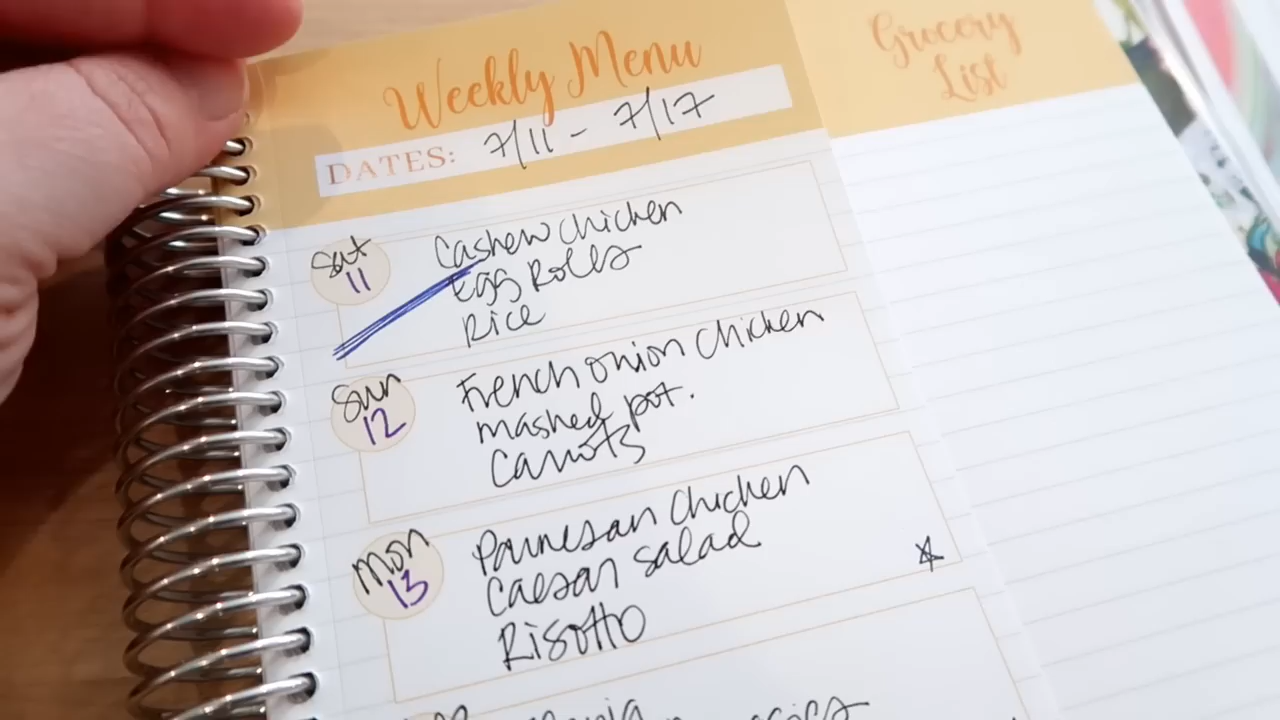 Weekly Menu
DATES: 7/11 - 7/17
Grocery
List
Sat
11
Cashew chicken
Egg Rolls
Rice
Sun
12
French onion chicken
mashed pot.
Carrots
Mon
13
Parmesan Chicken
Caesar salad
Risotto